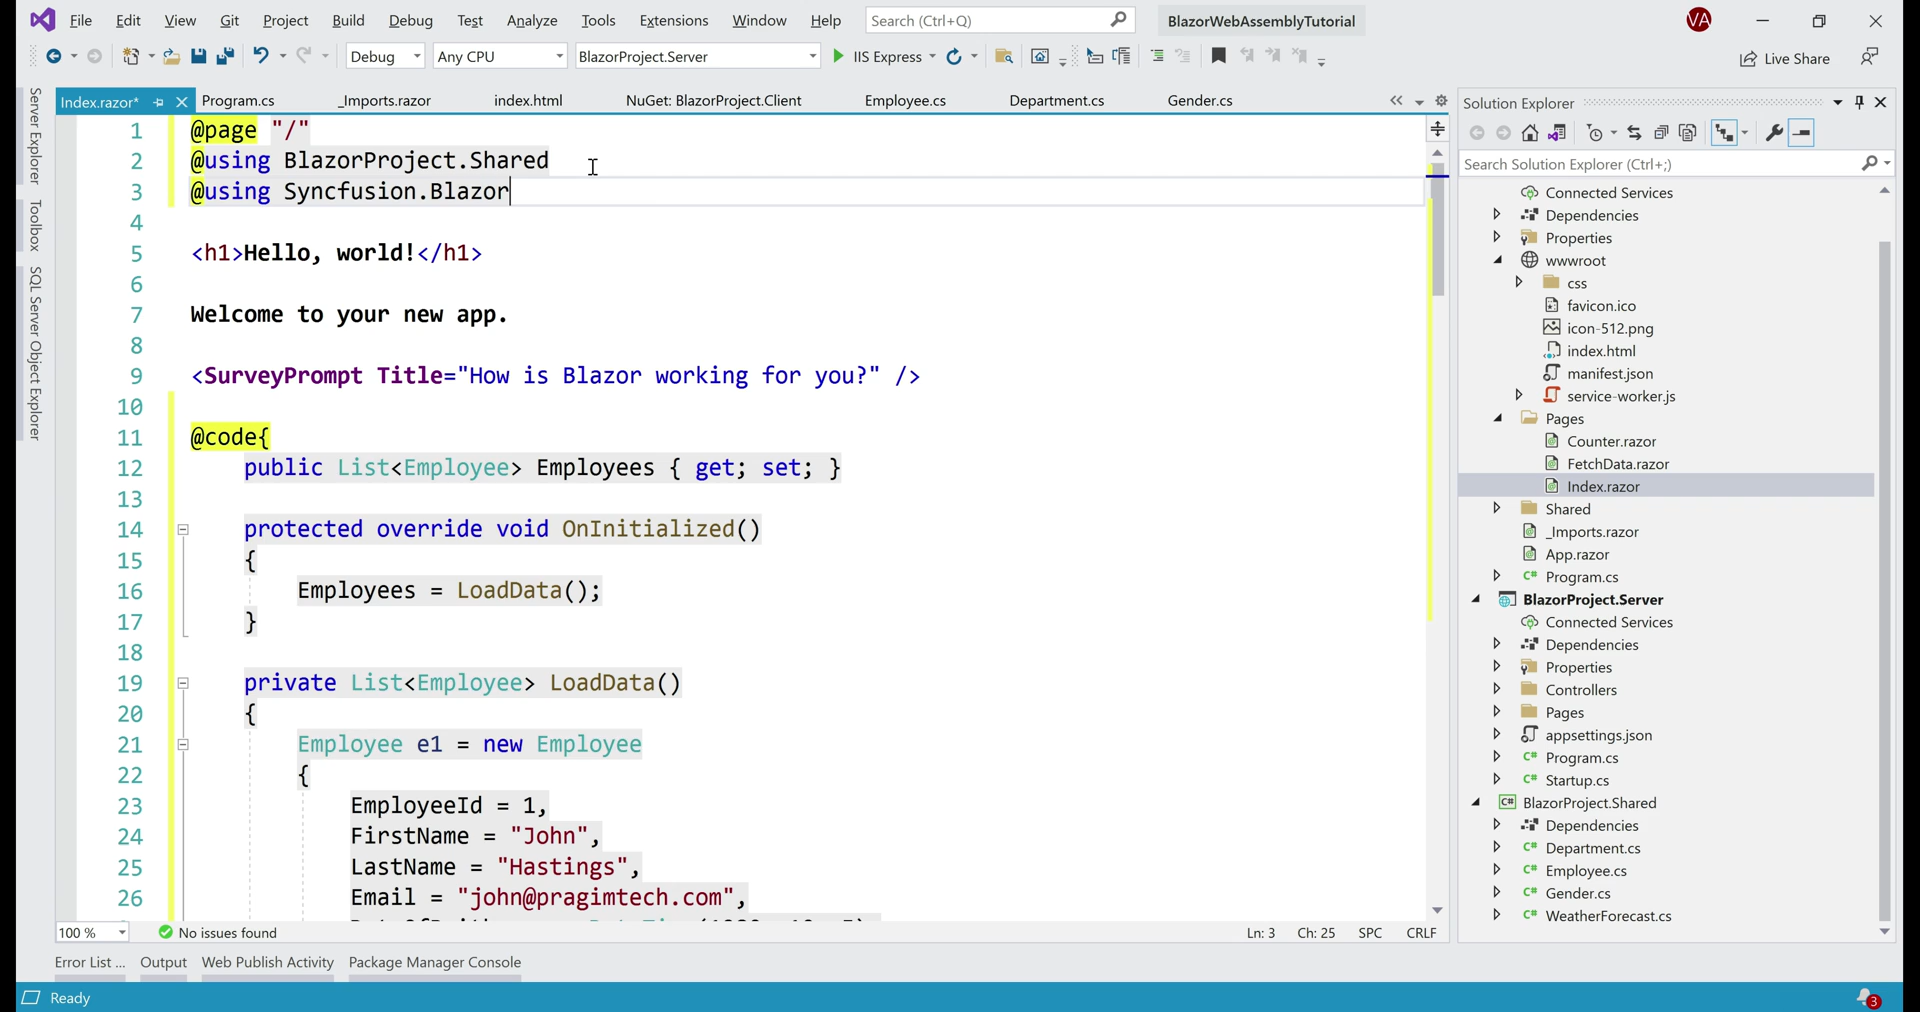 File Edit View Git Project Build Debug Test Analyze Tools Extensions Window Help Search (Ctrl+Q) BlazorWebAssemblyTutorial VA
Debug Any CPU BlazorProject.Server IIS Express Live Share
Index.razor* Program.cs _Imports.razor index.html NuGet: BlazorProject.Client Employee.cs Department.cs Gender.cs
Server Explorer
Toolbox
SQL Server Object Explorer
1 @page "/"
2 @using BlazorProject.Shared
3 @using Syncfusion.Blazor
4
5 <h1>Hello, world!</h1>
6
7 Welcome to your new app.
8
9 <SurveyPrompt Title="How is Blazor working for you?" />
10
11 @code{
12 public List<Employee> Employees { get; set; }
13
14 protected override void OnInitialized()
15 {
16 Employees = LoadData();
17 }
18
19 private List<Employee> LoadData()
20 {
21 Employee e1 = new Employee
22 {
23 EmployeeId = 1,
24 FirstName = "John",
25 LastName = "Hastings",
26 Email = "john@pragimtech.com",
100 % No issues found Ln: 3 Ch: 25 SPC CRLF
Error List ... Output Web Publish Activity Package Manager Console
Ready
3
Solution Explorer
Search Solution Explorer (Ctrl+;)
Connected Services
Dependencies
Properties
wwwroot
css
favicon.ico
icon-512.png
index.html
manifest.json
service-worker.js
Pages
Counter.razor
FetchData.razor
Index.razor
Shared
_Imports.razor
App.razor
C# Program.cs
BlazorProject.Server
Connected Services
Dependencies
Properties
Controllers
Pages
appsettings.json
C# Program.cs
C# Startup.cs
C# BlazorProject.Shared
Dependencies
C# Department.cs
C# Employee.cs
C# Gender.cs
C# WeatherForecast.cs